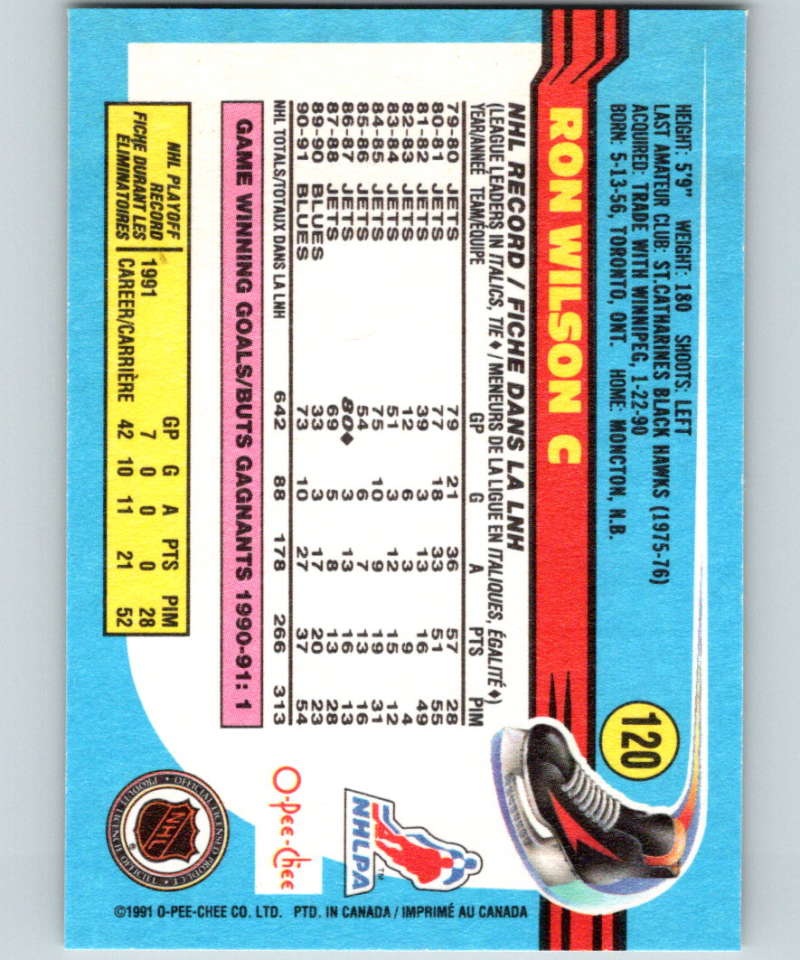 120
HEIGHT: 5'9" WEIGHT: 180 SHOOTS: LEFT
LAST AMATEUR CLUB: ST.CATHARINES BLACK HAWKS (1975-76)
ACQUIRED: TRADE WITH WINNIPEG, 1-22-90
BORN: 5-13-56, TORONTO, ONT. HOME: MONCTON, N.B.
RON WILSON C
NHL RECORD / FICHE DANS LA LNH
(LEAGUE LEADERS IN ITALICS, TIE ♦ / MENEURS DE LA LIGUE EN ITALIQUES, ÉGALITÉ ♦)
YEAR/ANNÉE TEAM/ÉQUIPE GP G A PTS PIM
79-80 JETS 79 21 36 57 28
80-81 JETS 77 18 33 51 55
81-82 JETS 39 3 13 16 49
82-83 JETS 12 6 3 9 4
83-84 JETS 51 3 12 15 12
84-85 JETS 75 10 9 19 31
85-86 JETS 54 6 7 13 16
86-87 JETS 80♦ 3 13 16 13
87-88 JETS 69 5 8 13 28
89-90 BLUES 33 3 17 20 23
90-91 BLUES 73 10 27 37 54
NHL TOTALS/TOTAUX DANS LA LNH 642 88 178 266 313
GAME WINNING GOALS/BUTS GAGNANTS 1990-91: 1
NHL PLAYOFF RECORD
FICHE DURANT LES ÉLIMINATOIRES
GP G A PTS PIM
1991 7 0 0 0 28
CAREER/CARRIÈRE 42 10 11 21 52
NHLPA™
O-Pee-Chee
OFFICIAL LICENSED PRODUCT • PRODUIT LICENCIÉ OFFICIEL •
NHL
®
©1991 O-PEE-CHEE CO. LTD. PTD. IN CANADA / IMPRIMÉ AU CANADA